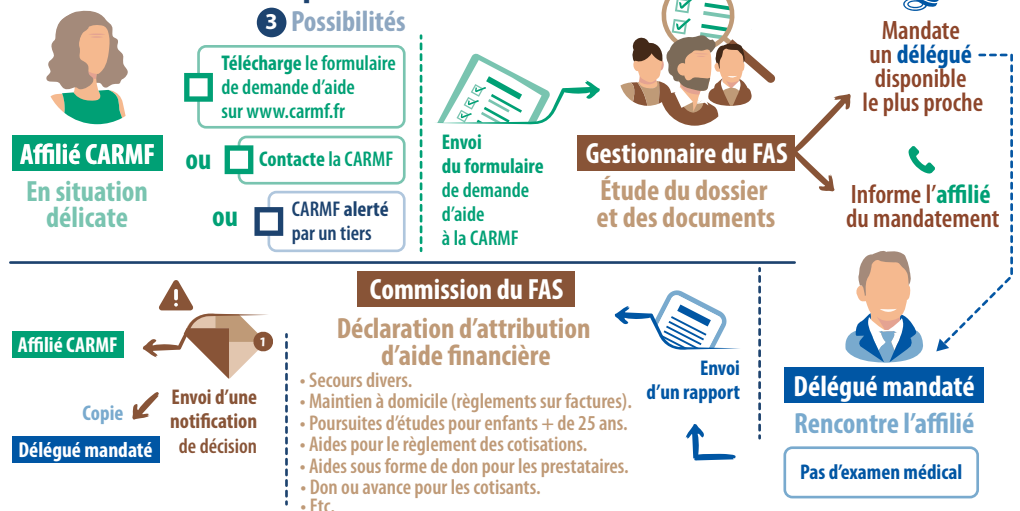 3 Possibilités
Télécharge le formulaire
de demande d'aide
sur www.carmf.fr
Affilié CARMF
En situation
délicate
ou
Contacte la CARMF
ou
CARMF alerté
par un tiers
Envoi
du formulaire
de demande
d'aide
à la CARMF
Gestionnaire du FAS
Étude du dossier
et des documents
Mandate
un délégué
disponible
le plus proche
Informe l'affilié
du mandatement
Délégué mandaté
Rencontre l'affilié
Pas d'examen médical
Envoi
d'un rapport
Commission du FAS
Déclaration d'attribution
d'aide financière
• Secours divers.
• Maintien à domicile (règlements sur factures).
• Poursuites d'études pour enfants + de 25 ans.
• Aides pour le règlement des cotisations.
• Aides sous forme de don pour les prestataires.
• Don ou avance pour les cotisants.
• Etc.
1
Envoi d'une
notification
de décision
Affilié CARMF
Copie
Délégué mandaté